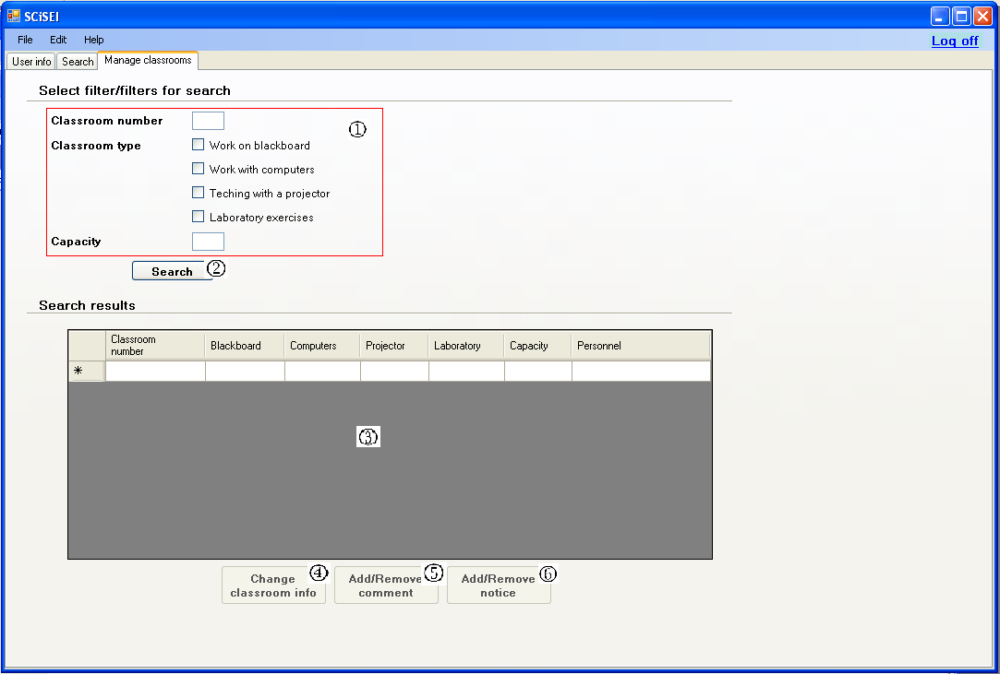 SCiSEI
File Edit Help
Log off
User info Search Manage classrooms
Select filter/filters for search
Classroom number
①
Classroom type
Work on blackboard
Work with computers
Teching with a projector
Laboratory exercises
Capacity
Search ②
Search results
Classroom number Blackboard Computers Projector Laboratory Capacity Personnel
*
③
Change classroom info ④
Add/Remove comment ⑤
Add/Remove notice ⑥